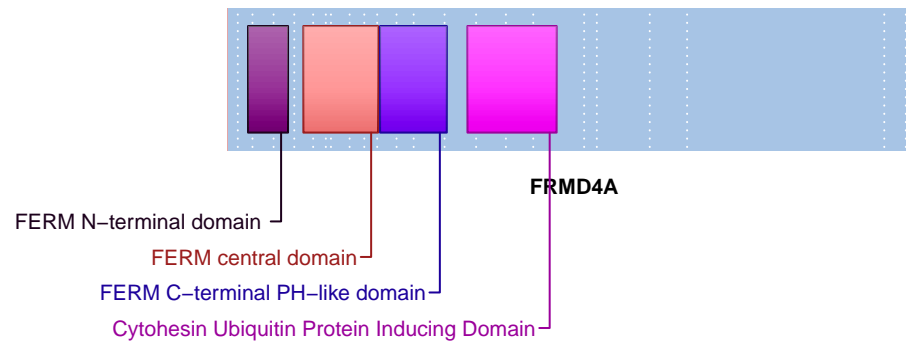 FRMD4A
FERM N−terminal domain
FERM central domain
FERM C−terminal PH−like domain
Cytohesin Ubiquitin Protein Inducing Domain